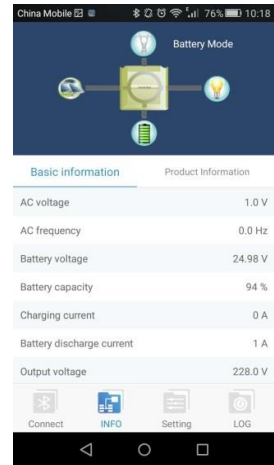 China Mobile 76% 10:18
Battery Mode
Basic information Product Information
AC voltage 1.0 V
AC frequency 0.0 Hz
Battery voltage 24.98 V
Battery capacity 94 %
Charging current 0 A
Battery discharge current 1 A
Output voltage 228.0 V
Connect INFO Setting LOG